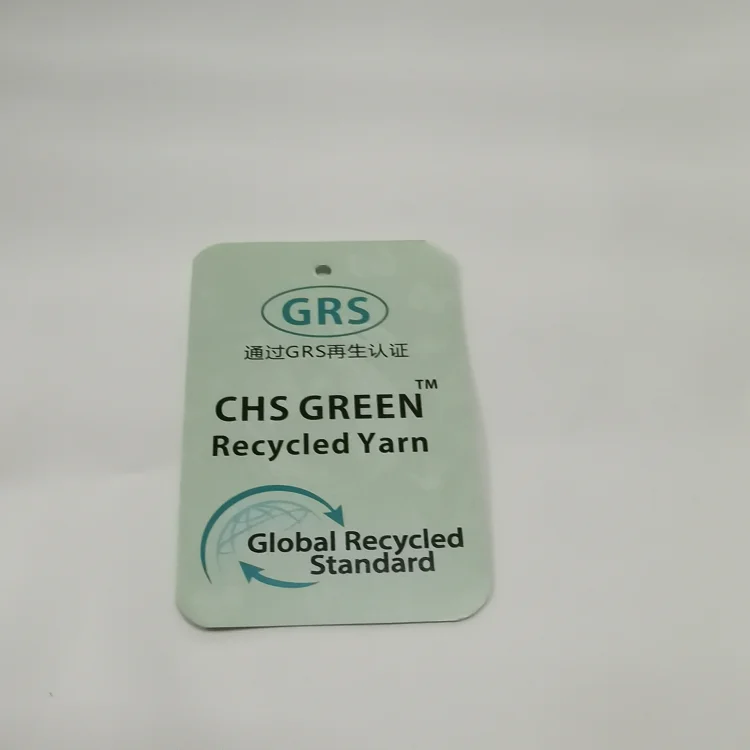 GRS
通过GRS再生认证
CHS GREEN™
Recycled Yarn
Global Recycled
Standard